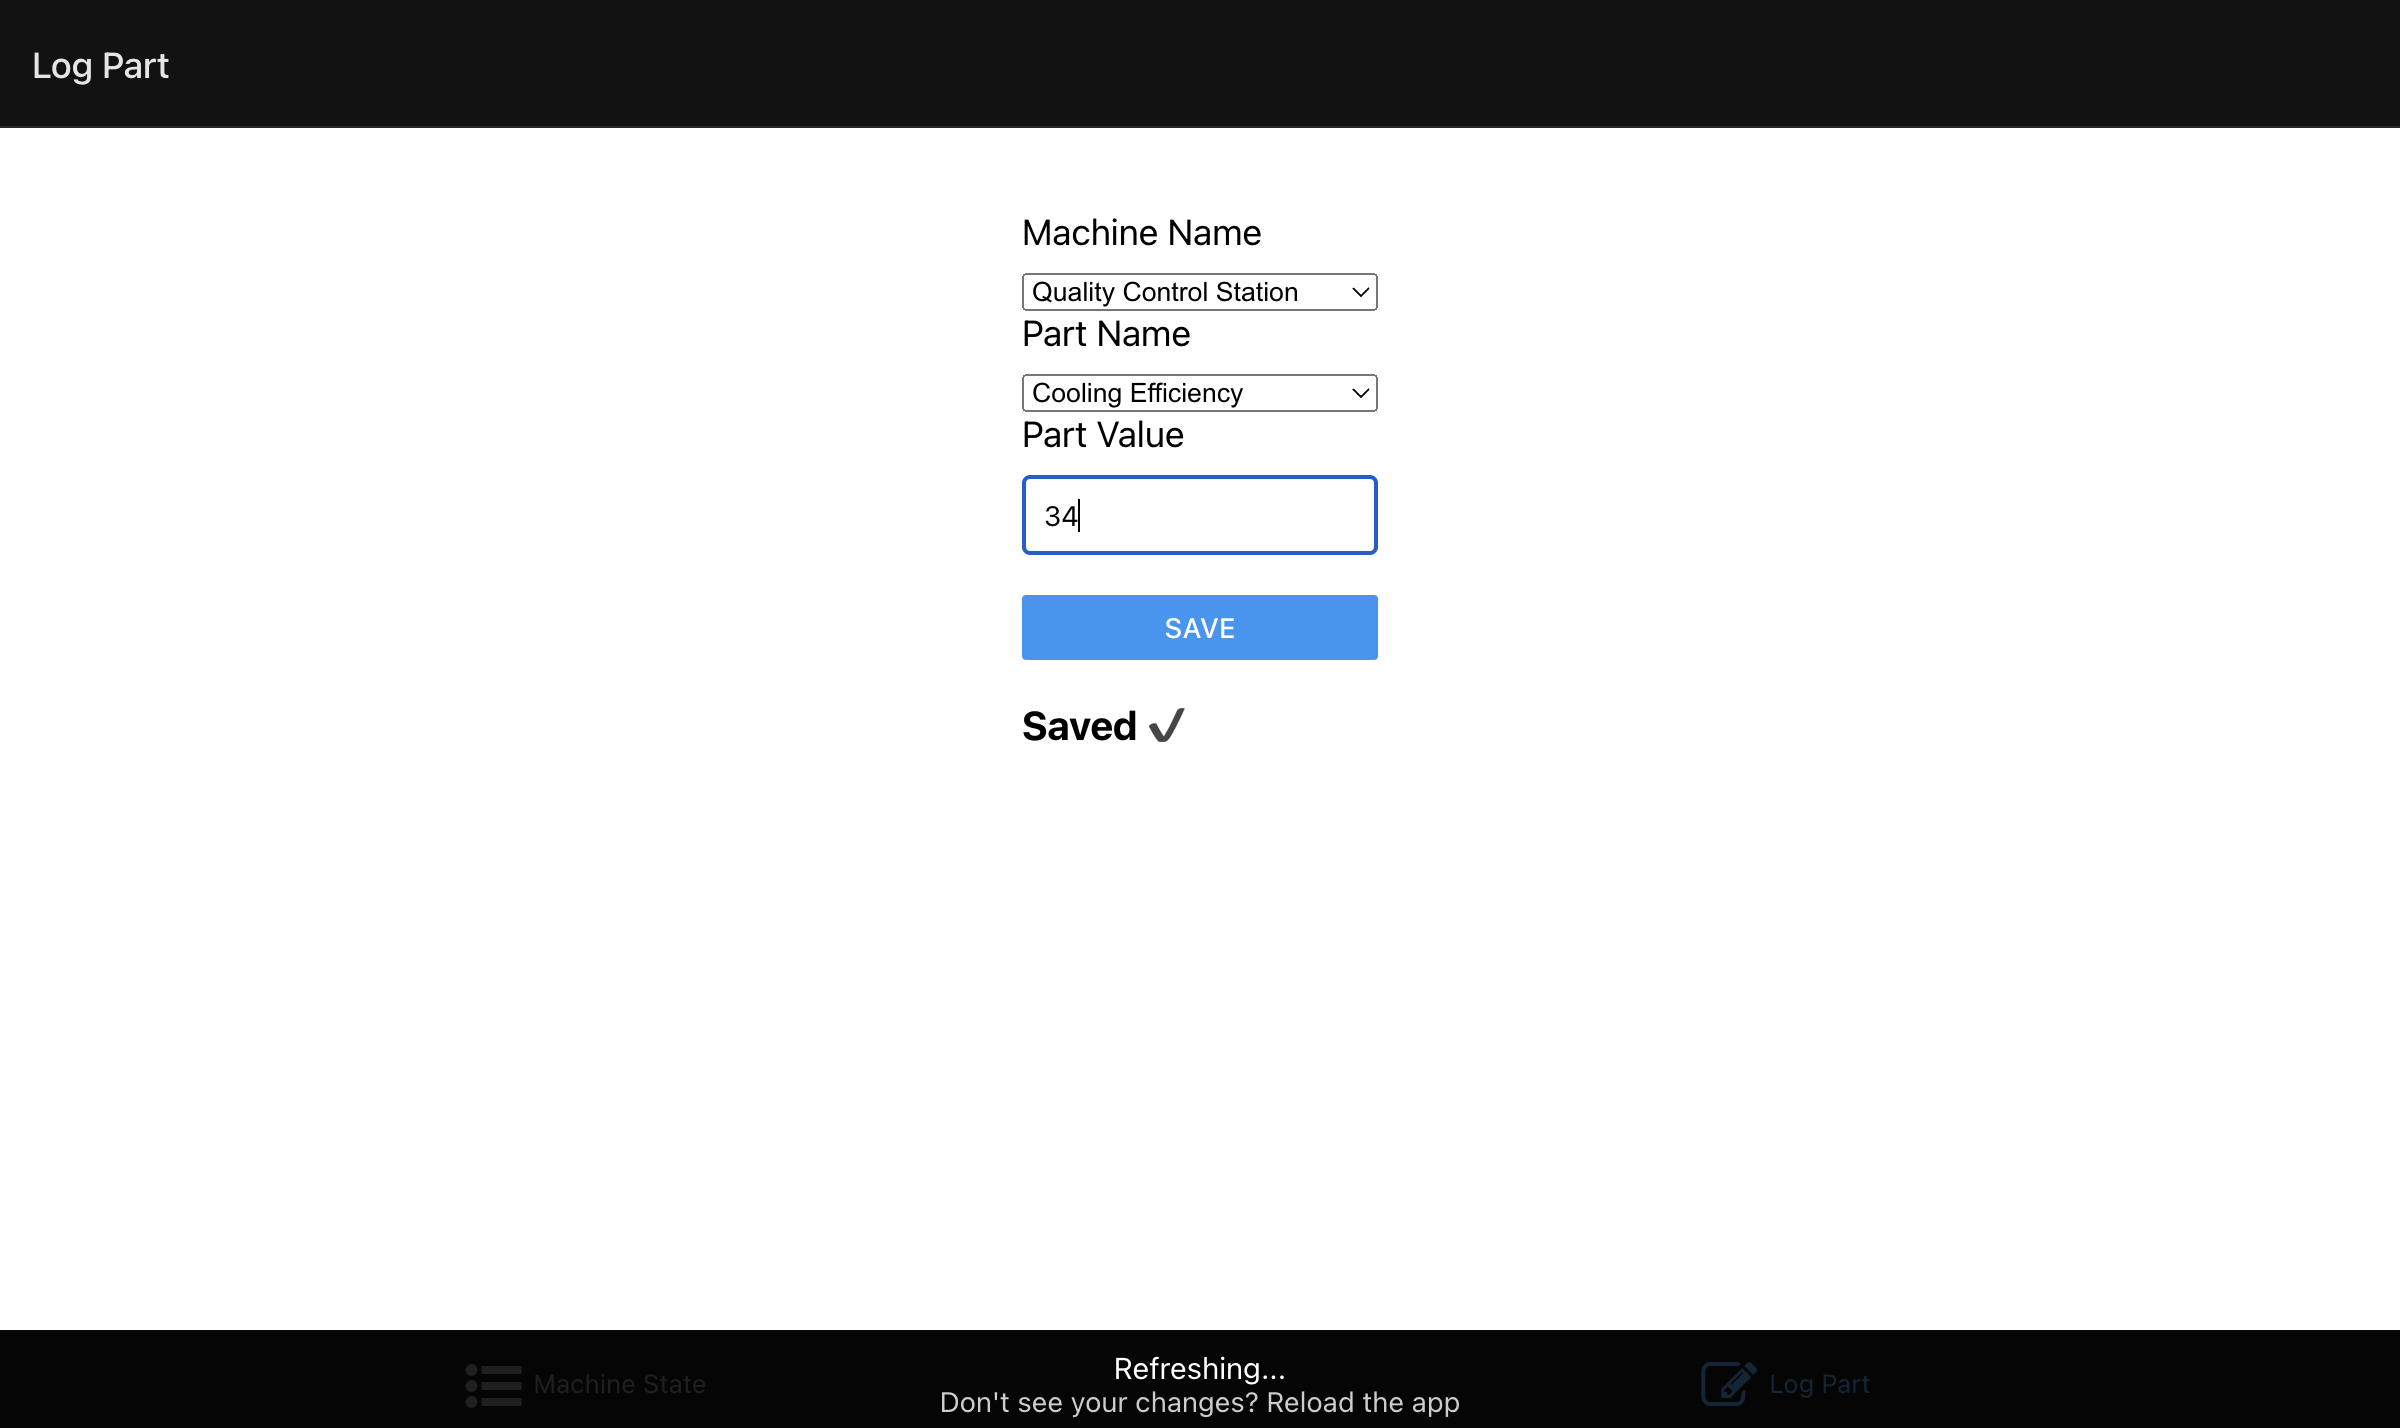 Log Part
Machine Name
Quality Control Station
Part Name
Cooling Efficiency
Part Value
34
SAVE
Saved ✔
Machine State
Refreshing...
Don't see your changes? Reload the app
Log Part